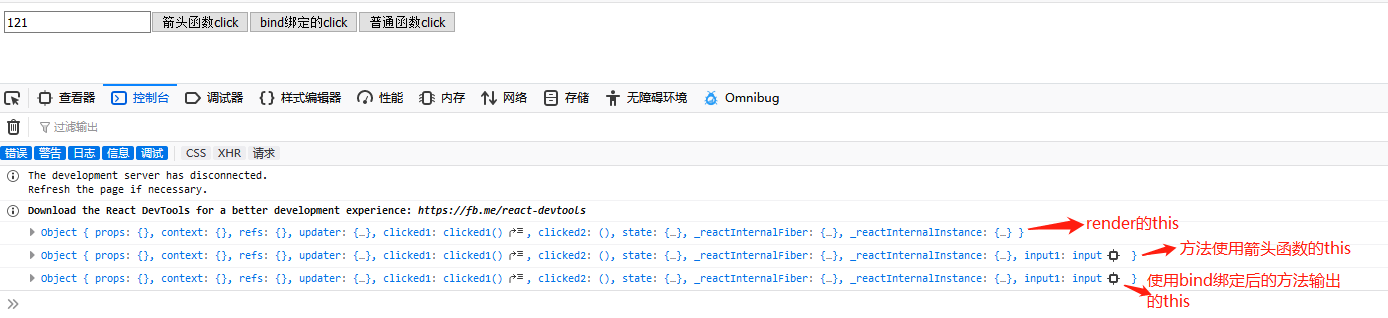 121 箭头函数click bind绑定的click 普通函数click
查看器 控制台 调试器 {} 样式编辑器 性能 内存 网络 存储 无障碍环境 Omnibug
过滤输出
错误 警告 日志 信息 调试 CSS XHR 请求
The development server has disconnected.
Refresh the page if necessary.
Download the React DevTools for a better development experience: https://fb.me/react-devtools
Object { props: {}, context: {}, refs: {}, updater: {…}, clicked1: clicked1(), clicked2: (), state: {…}, _reactInternalFiber: {…}, _reactInternalInstance: {…} }
render的this
Object { props: {}, context: {}, refs: {}, updater: {…}, clicked1: clicked1(), clicked2: (), state: {…}, _reactInternalFiber: {…}, _reactInternalInstance: {…}, input1: input }
方法使用箭头函数的this
Object { props: {}, context: {}, refs: {}, updater: {…}, clicked1: clicked1(), clicked2: (), state: {…}, _reactInternalFiber: {…}, _reactInternalInstance: {…}, input1: input }
使用bind绑定后的方法输出
的this